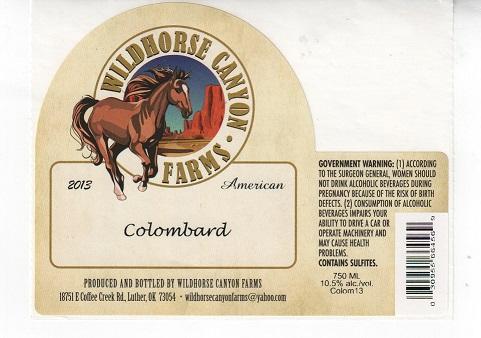 WILDHORSE CANYON
• FARMS •
2013 American
Colombard
PRODUCED AND BOTTLED BY WILDHORSE CANYON FARMS
18751 E Coffee Creek Rd., Luther, OK 73054 • wildhorsecanyonfarms@yahoo.com
GOVERNMENT WARNING: (1) ACCORDING
TO THE SURGEON GENERAL, WOMEN SHOULD
NOT DRINK ALCOHOLIC BEVERAGES DURING
PREGNANCY BECAUSE OF THE RISK OF BIRTH
DEFECTS. (2) CONSUMPTION OF ALCOHOLIC
BEVERAGES IMPAIRS YOUR
ABILITY TO DRIVE A CAR OR
OPERATE MACHINERY AND
MAY CAUSE HEALTH
PROBLEMS.
CONTAINS SULFITES.
750 ML
10.5% alc./vol.
Colom13